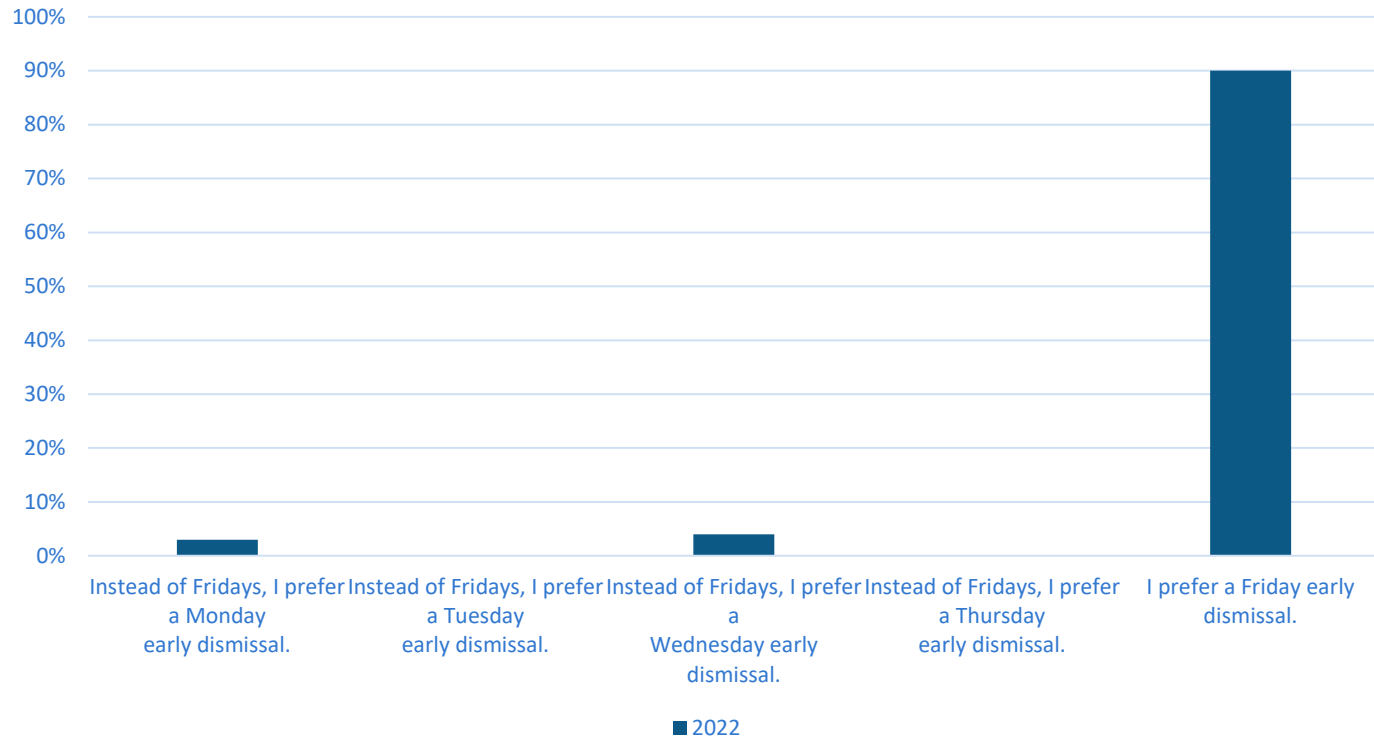 100%
90%
80%
70%
60%
50%
40%
30%
20%
10%
0%
Instead of Fridays, I prefer
a Monday
early dismissal.
Instead of Fridays, I prefer
a Tuesday
early dismissal.
Instead of Fridays, I prefer
a
Wednesday early
dismissal.
Instead of Fridays, I prefer
a Thursday
early dismissal.
I prefer a Friday early
dismissal.
2022